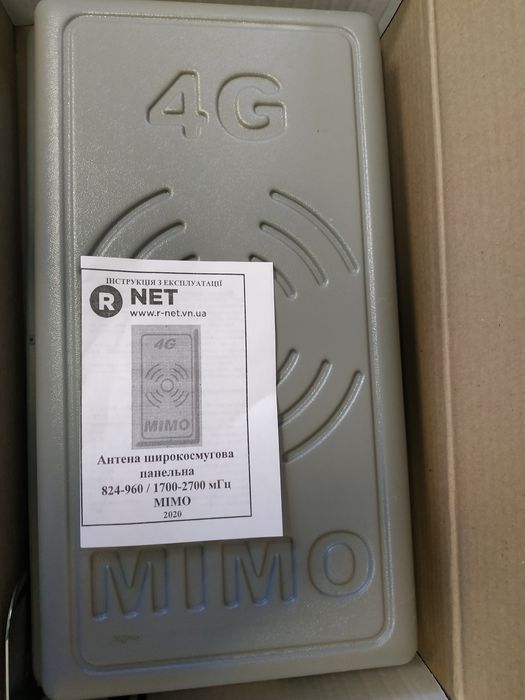 4G
ІНСТРУКЦІЯ З ЕКСПЛУАТАЦІЇ
R NET
www.r-net.vn.ua
4G
MIMO
Антена широкосмугова
панельна
824-960 / 1700-2700 мГц
MIMO
2020
MIMO